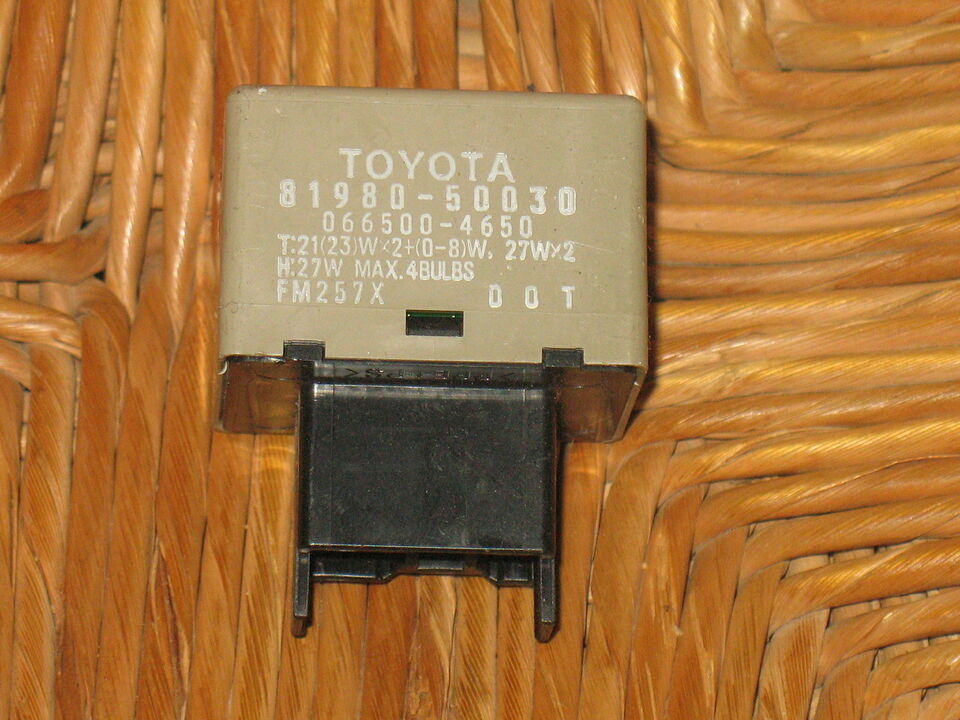 TOYOTA
81980-50030
066500-4650
T:21(23)W×2+(0-8)W, 27W×2
H:27W MAX.4BULBS
FM257X DOT